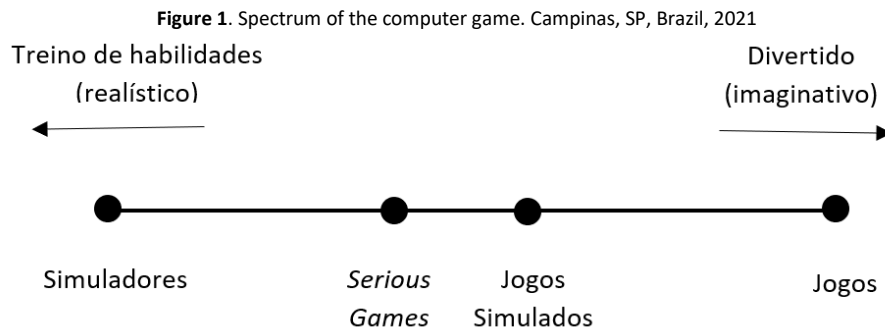 Figure 1. Spectrum of the computer game. Campinas, SP, Brazil, 2021
Treino de habilidades
(realístico)
Divertido
(imaginativo)
Simuladores
Serious
Games
Jogos
Simulados
Jogos